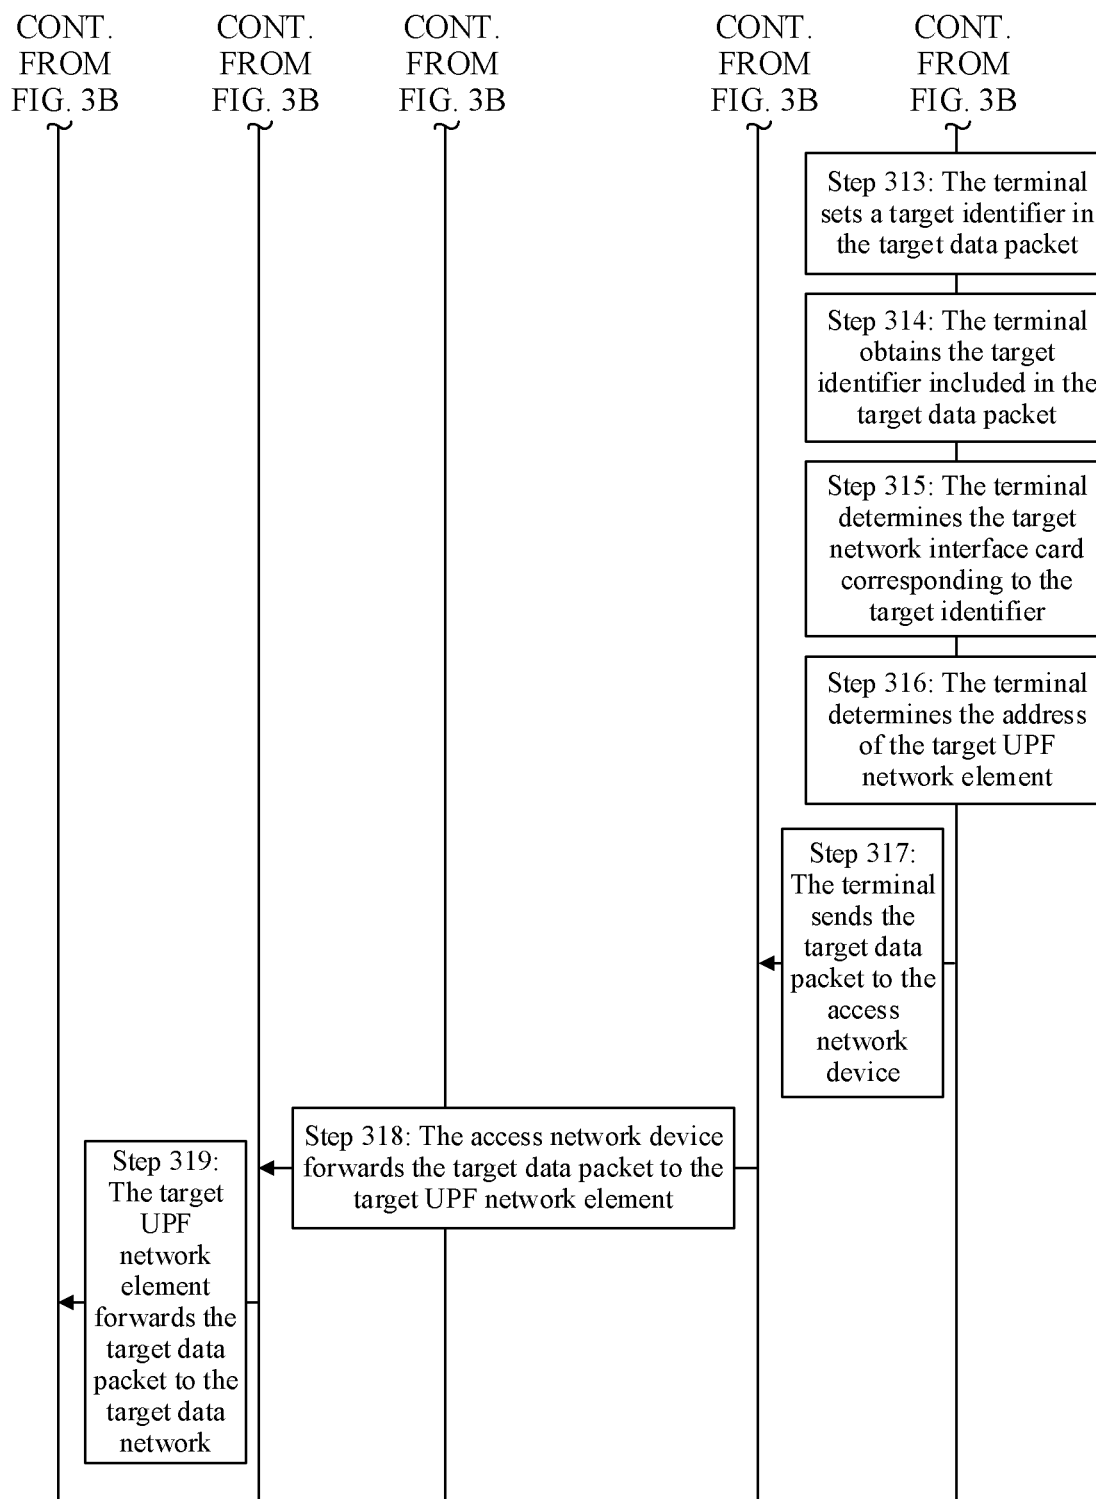 CONT.
FROM
FIG. 3B
CONT.
FROM
FIG. 3B
CONT.
FROM
FIG. 3B
CONT.
FROM
FIG. 3B
CONT.
FROM
FIG. 3B
Step 313: The terminal
sets a target identifier in
the target data packet
Step 314: The terminal
obtains the target
identifier included in the
target data packet
Step 315: The terminal
determines the target
network interface card
corresponding to the
target identifier
Step 316: The terminal
determines the address
of the target UPF
network element
Step 317:
The terminal
sends the
target data
packet to the
access
network
device
Step 318: The access network device
forwards the target data packet to the
target UPF network element
Step 319:
The target
UPF
network
element
forwards the
target data
packet to the
target data
network